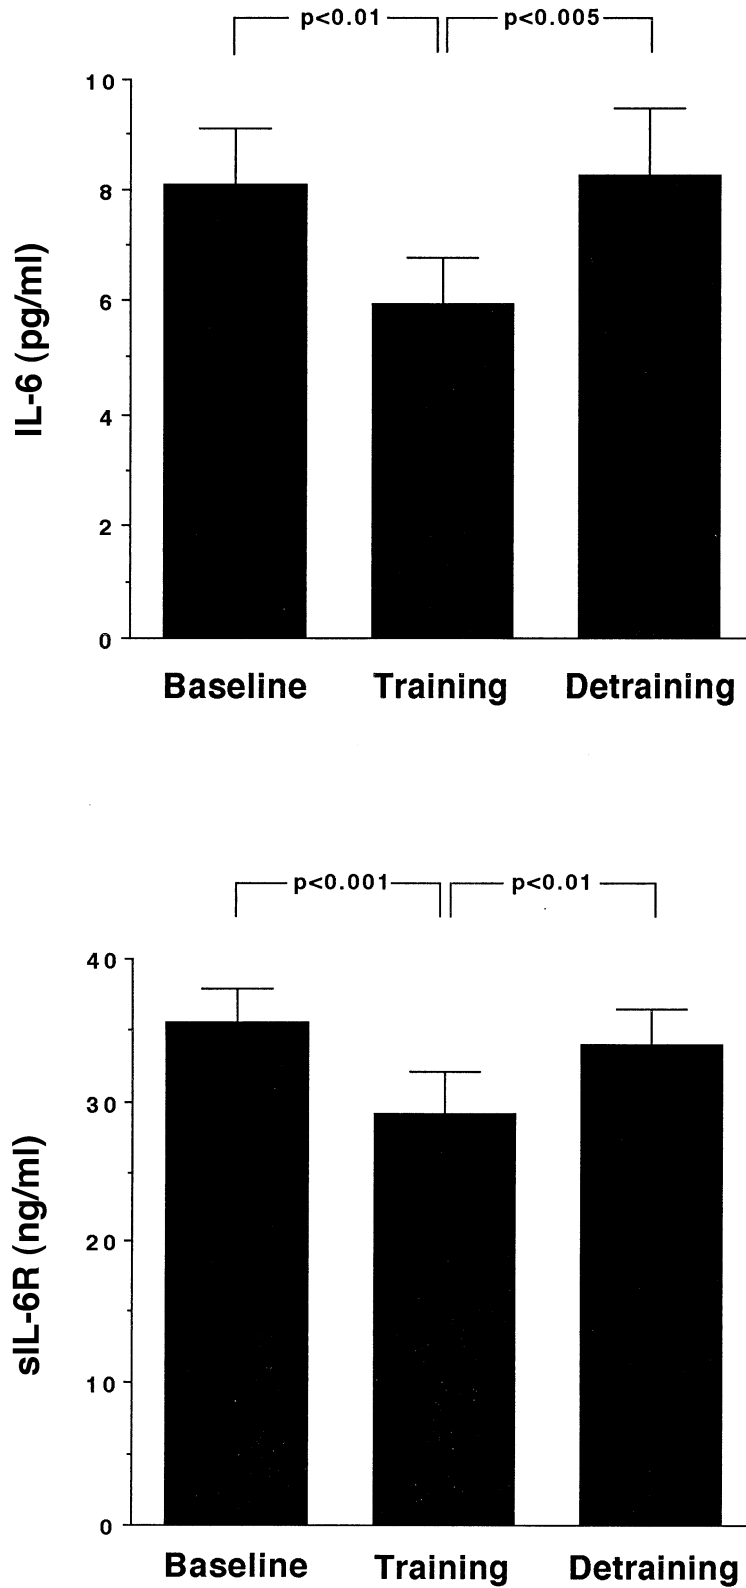 p<0.01 p<0.005
10
8
6
4
2
0
IL-6 (pg/ml)
Baseline Training Detraining
p<0.001 p<0.01
40
30
20
10
0
sIL-6R (ng/ml)
Baseline Training Detraining